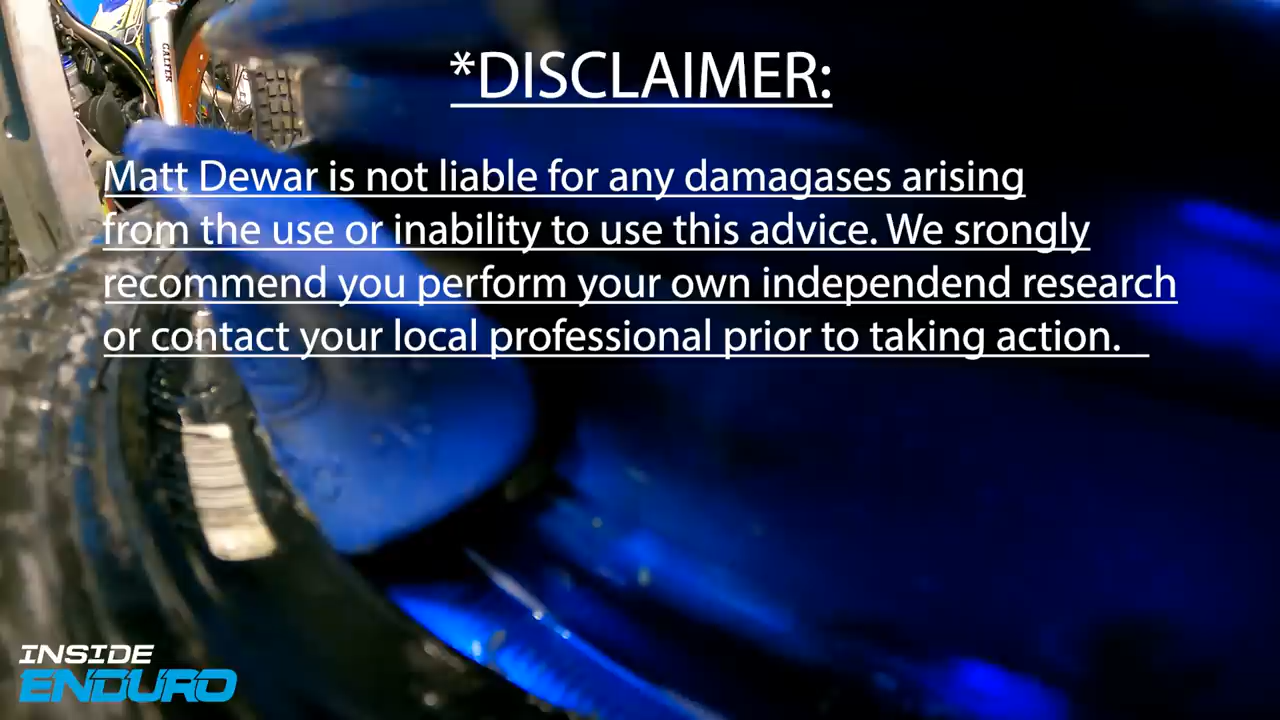 GALFER
*DISCLAIMER:
Matt Dewar is not liable for any damagases arising
from the use or inability to use this advice. We srongly
recommend you perform your own independend research
or contact your local professional prior to taking action.
INSIDE
ENDURO